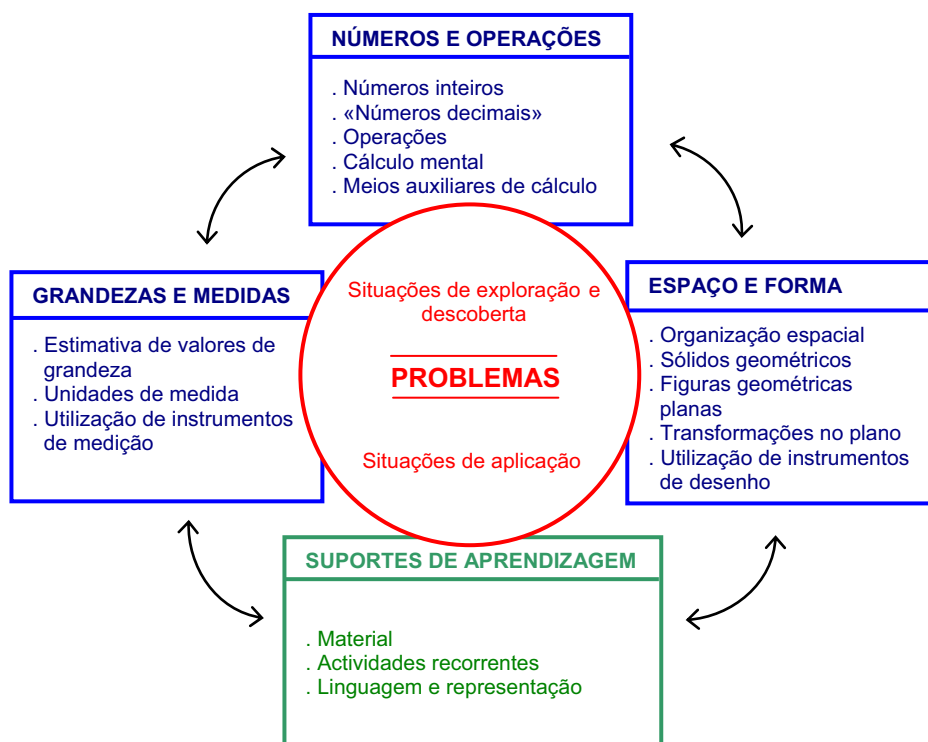 NÚMEROS E OPERAÇÕES
. Números inteiros
. «Números decimais»
. Operações
. Cálculo mental
. Meios auxiliares de cálculo
GRANDEZAS E MEDIDAS
. Estimativa de valores de
grandeza
. Unidades de medida
. Utilização de instrumentos
de medição
Situações de exploração e
descoberta
PROBLEMAS
Situações de aplicação
ESPAÇO E FORMA
. Organização espacial
. Sólidos geométricos
. Figuras geométricas
planas
. Transformações no plano
. Utilização de instrumentos
de desenho
SUPORTES DE APRENDIZAGEM
. Material
. Actividades recorrentes
. Linguagem e representação